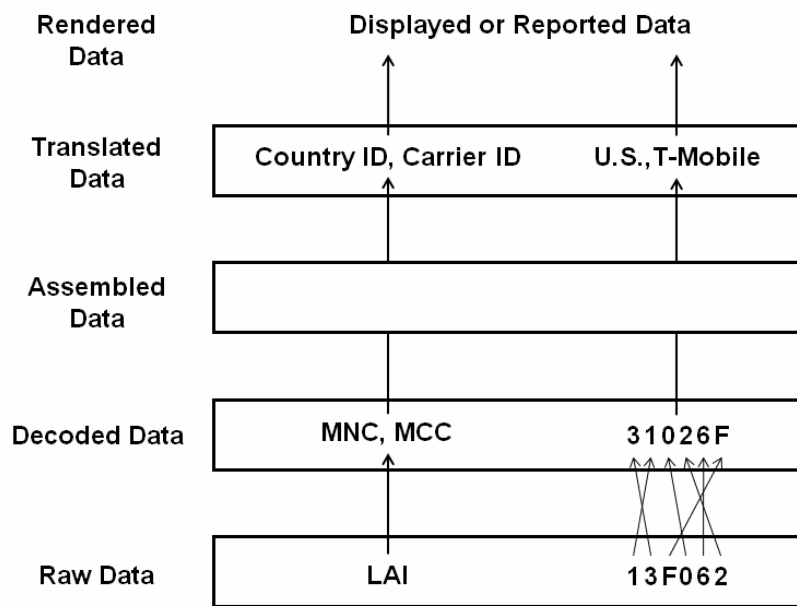 Rendered Data
Displayed or Reported Data
Translated Data
Country ID, Carrier ID
U.S.,T-Mobile
Assembled Data
Decoded Data
MNC, MCC
31026F
Raw Data
LAI
13F062